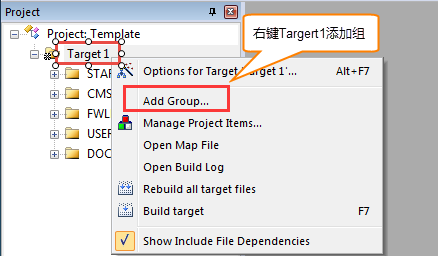 Project
Project: Template
Target 1
STAR
CMS
FWL
USER
DOC
右键Targert1添加组
Options for Target 'Target 1'... Alt+F7
Add Group...
Manage Project Items...
Open Map File
Open Build Log
Rebuild all target files
Build target F7
Show Include File Dependencies